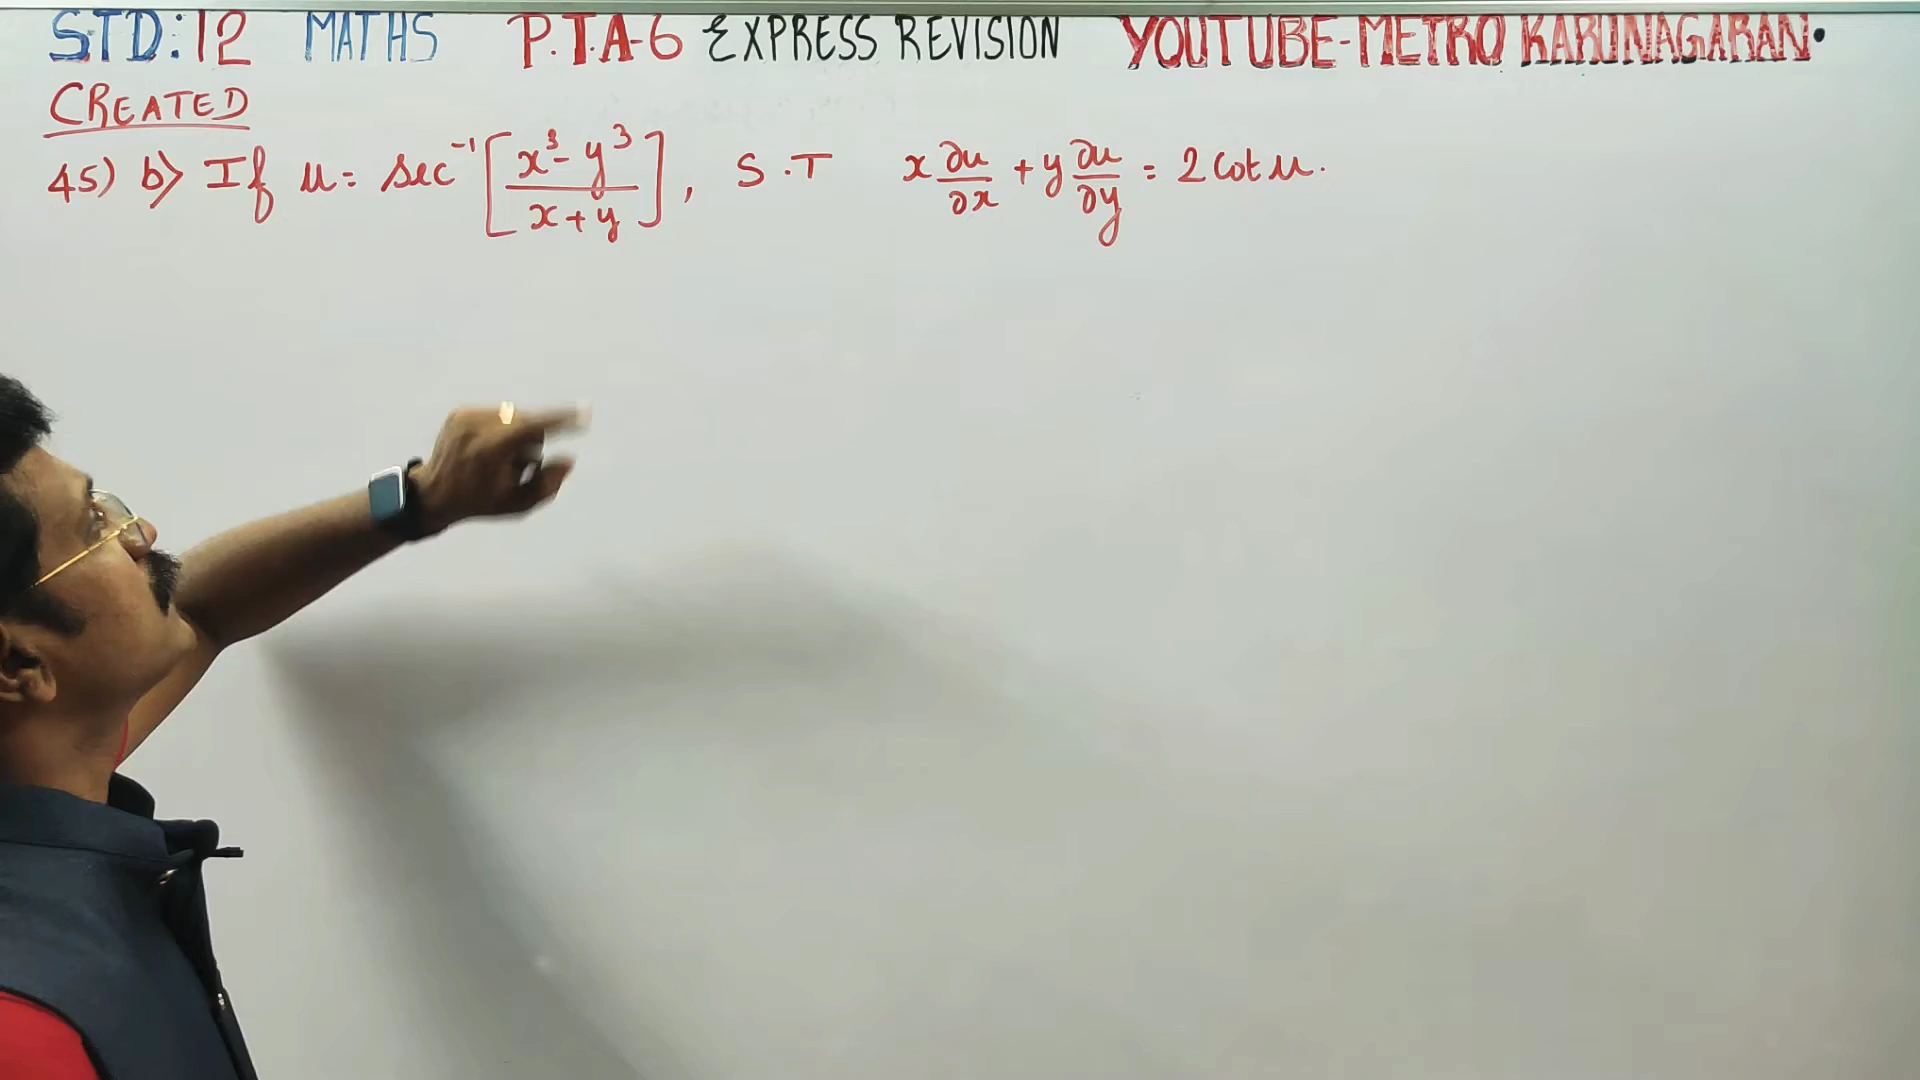 STD:12 MATHS P.T.A-6 EXPRESS REVISION YOUTUBE-METRO KARUNAGARAN.
CREATED
45) b) If u = sec⁻¹[(x³-y³)/(x+y)], S.T x ∂u/∂x + y ∂u/∂y = 2 cot u.